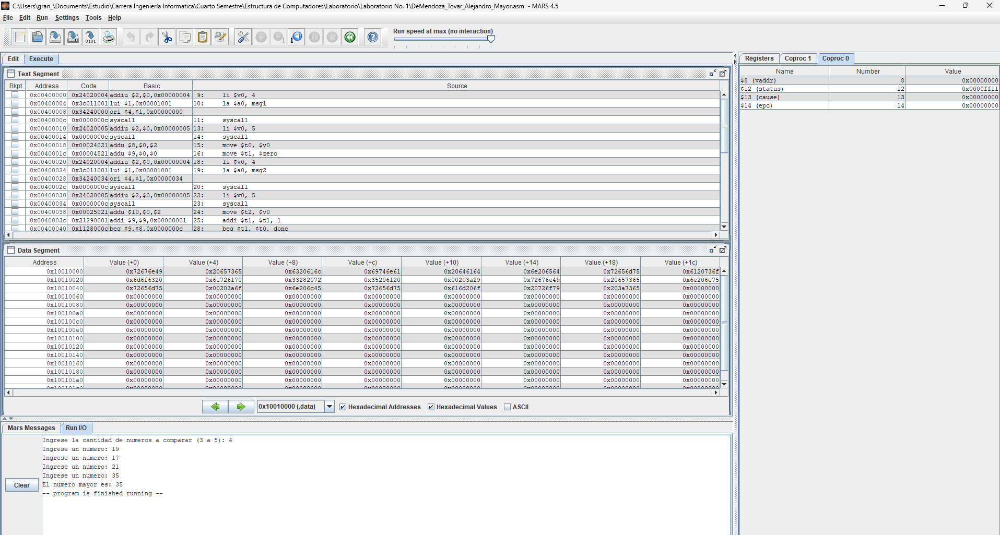 C:\Users\gran_\Documents\Estudio\Carrera Ingeniería Informatica\Cuarto Semestre\Estructura de Computadores\Laboratorio\Laboratorio No. 1\DeMendoza_Tovar_Alejandro_Mayor.asm - MARS 4.5
File Edit Run Settings Tools Help
Run speed at max (no interaction)
Edit Execute
Text Segment
Bkpt Address Code Basic Source
0x00400000 0x24020004 addiu $2,$0,0x00000004 9: li $v0, 4
0x00400004 0x3c011001 lui $1,0x00001001 10: la $a0, msg1
0x00400008 0x34240000 ori $4,$1,0x00000000
0x0040000c 0x0000000c syscall 11: syscall
0x00400010 0x24020005 addiu $2,$0,0x00000005 13: li $v0, 5
0x00400014 0x0000000c syscall 14: syscall
0x00400018 0x00024021 addu $8,$0,$2 15: move $t0, $v0
0x0040001c 0x00004821 addu $9,$0,$0 16: move $t1, $zero
0x00400020 0x24020004 addiu $2,$0,0x00000004 18: li $v0, 4
0x00400024 0x3c011001 lui $1,0x00001001 19: la $a0, msg2
0x00400028 0x34240034 ori $4,$1,0x00000034
0x0040002c 0x0000000c syscall 20: syscall
0x00400030 0x24020005 addiu $2,$0,0x00000005 22: li $v0, 5
0x00400034 0x0000000c syscall 23: syscall
0x00400038 0x00025021 addu $10,$0,$2 24: move $t2, $v0
0x0040003c 0x21290001 addi $9,$9,0x00000001 25: addi $t1, $t1, 1
0x00400040 0x1128000c beq $9,$8,0x0000000c 28: beq $t1, $t0, done
Data Segment
Address Value (+0) Value (+4) Value (+8) Value (+c) Value (+10) Value (+14) Value (+18) Value (+1c)
0x10010000 0x72676e49 0x20657365 0x6320616c 0x69746e61 0x20646164 0x6e206564 0x72656d75 0x6120736f
0x10010020 0x6d6f6320 0x61726170 0x33282072 0x35206120 0x00203a29 0x72676e49 0x20657365 0x6e206e75
0x10010040 0x72656d75 0x00203a6f 0x6e206c45 0x72656d75 0x616d206f 0x20726f79 0x203a7365 0x00000000
0x10010060 0x00000000 0x00000000 0x00000000 0x00000000 0x00000000 0x00000000 0x00000000 0x00000000
0x10010080 0x00000000 0x00000000 0x00000000 0x00000000 0x00000000 0x00000000 0x00000000 0x00000000
0x100100a0 0x00000000 0x00000000 0x00000000 0x00000000 0x00000000 0x00000000 0x00000000 0x00000000
0x100100c0 0x00000000 0x00000000 0x00000000 0x00000000 0x00000000 0x00000000 0x00000000 0x00000000
0x100100e0 0x00000000 0x00000000 0x00000000 0x00000000 0x00000000 0x00000000 0x00000000 0x00000000
0x10010100 0x00000000 0x00000000 0x00000000 0x00000000 0x00000000 0x00000000 0x00000000 0x00000000
0x10010120 0x00000000 0x00000000 0x00000000 0x00000000 0x00000000 0x00000000 0x00000000 0x00000000
0x10010140 0x00000000 0x00000000 0x00000000 0x00000000 0x00000000 0x00000000 0x00000000 0x00000000
0x10010160 0x00000000 0x00000000 0x00000000 0x00000000 0x00000000 0x00000000 0x00000000 0x00000000
0x10010180 0x00000000 0x00000000 0x00000000 0x00000000 0x00000000 0x00000000 0x00000000 0x00000000
0x100101a0 0x00000000 0x00000000 0x00000000 0x00000000 0x00000000 0x00000000 0x00000000 0x00000000
0x100101c0 0x00000000 0x00000000 0x00000000 0x00000000 0x00000000 0x00000000 0x00000000 0x00000000
0x10010000 (.data) Hexadecimal Addresses Hexadecimal Values ASCII
Mars Messages Run I/O
Clear
Ingrese la cantidad de numeros a comparar (3 a 5): 4
Ingrese un numero: 19
Ingrese un numero: 17
Ingrese un numero: 21
Ingrese un numero: 35
El numero mayor es: 35
-- program is finished running --
Registers Coproc 1 Coproc 0
Name Number Value
$8 (vaddr) 8 0x00000000
$12 (status) 12 0x0000ff11
$13 (cause) 13 0x00000000
$14 (epc) 14 0x00000000